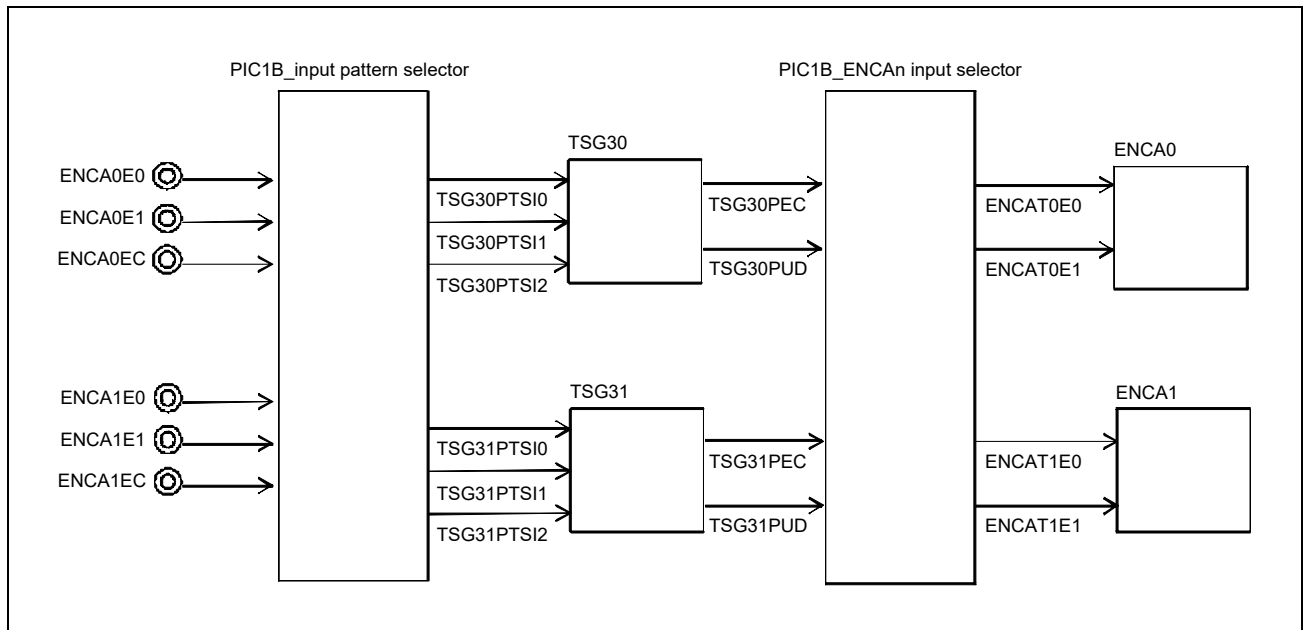 PIC1B_input pattern selector
PIC1B_ENCAn input selector
ENCA0E0
ENCA0E1
ENCA0EC
TSG30PTSI0
TSG30PTSI1
TSG30PTSI2
TSG30
TSG30PEC
TSG30PUD
ENCAT0E0
ENCAT0E1
ENCA0
ENCA1E0
ENCA1E1
ENCA1EC
TSG31PTSI0
TSG31PTSI1
TSG31PTSI2
TSG31
TSG31PEC
TSG31PUD
ENCAT1E0
ENCAT1E1
ENCA1